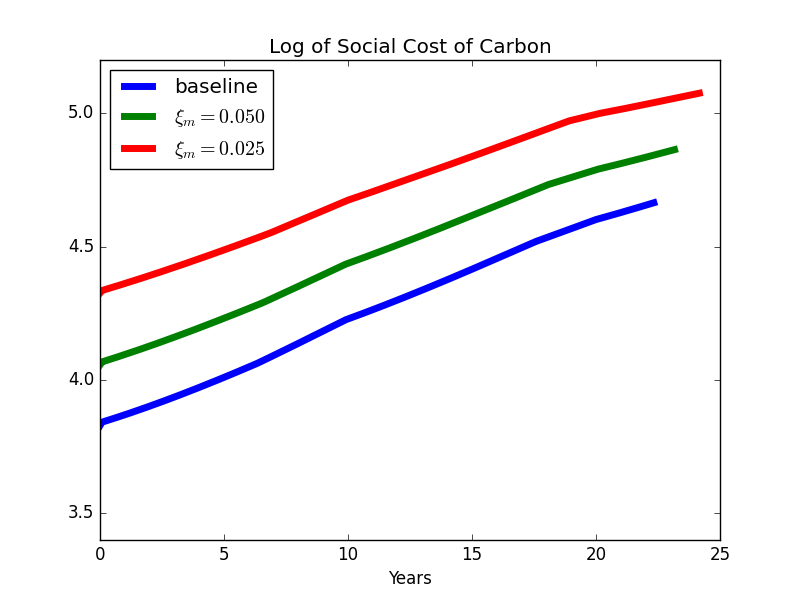 Log of Social Cost of Carbon
baseline
ξₘ = 0.050
ξₘ = 0.025
5.0
4.5
4.0
3.5
0 5 10 15 20 25
Years